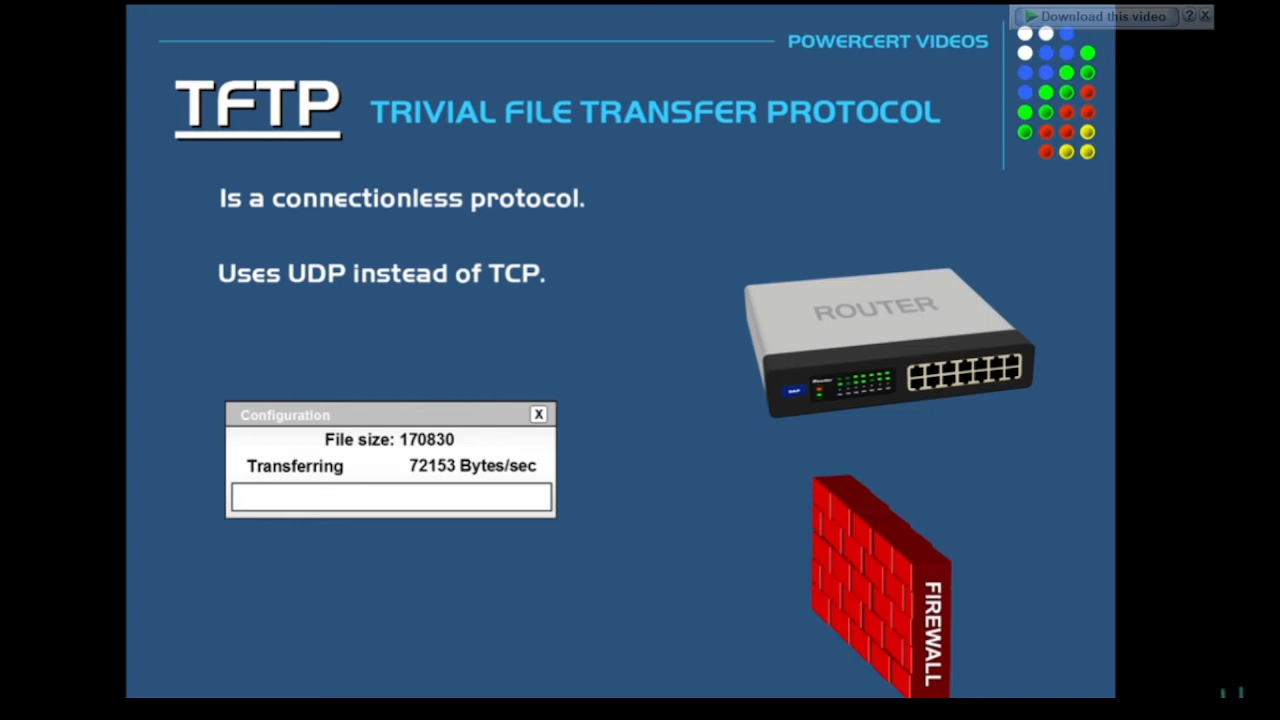 Download this video ? X
POWERCERT VIDEOS
TFTP TRIVIAL FILE TRANSFER PROTOCOL
Is a connectionless protocol.
Uses UDP instead of TCP.
ROUTER
Router
Configuration X
File size: 170830
Transferring 72153 Bytes/sec
FIREWALL